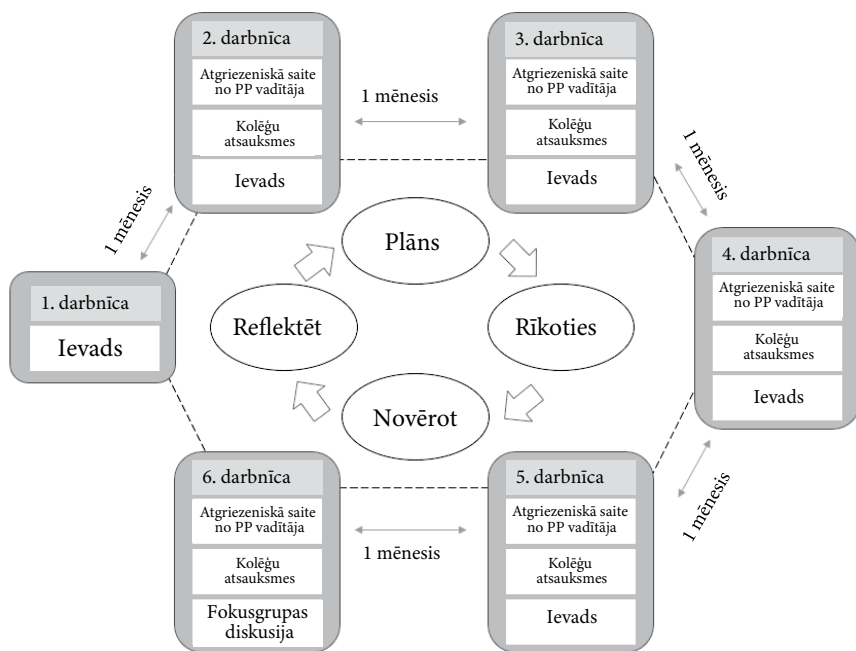 2. darbnīca
Atgriezeniskā saite
no PP vadītāja
Kolēģu
atsauksmes
Ievads
1 mēnesis
3. darbnīca
Atgriezeniskā saite
no PP vadītāja
Kolēģu
atsauksmes
Ievads
1 mēnesis
1 mēnesis
1. darbnīca
Ievads
Plāns
Reflektēt
Rīkoties
Novērot
4. darbnīca
Atgriezeniskā saite
no PP vadītāja
Kolēģu
atsauksmes
Ievads
6. darbnīca
Atgriezeniskā saite
no PP vadītāja
Kolēģu
atsauksmes
Fokusgrupas
diskusija
1 mēnesis
5. darbnīca
Atgriezeniskā saite
no PP vadītāja
Kolēģu
atsauksmes
Ievads
1 mēnesis